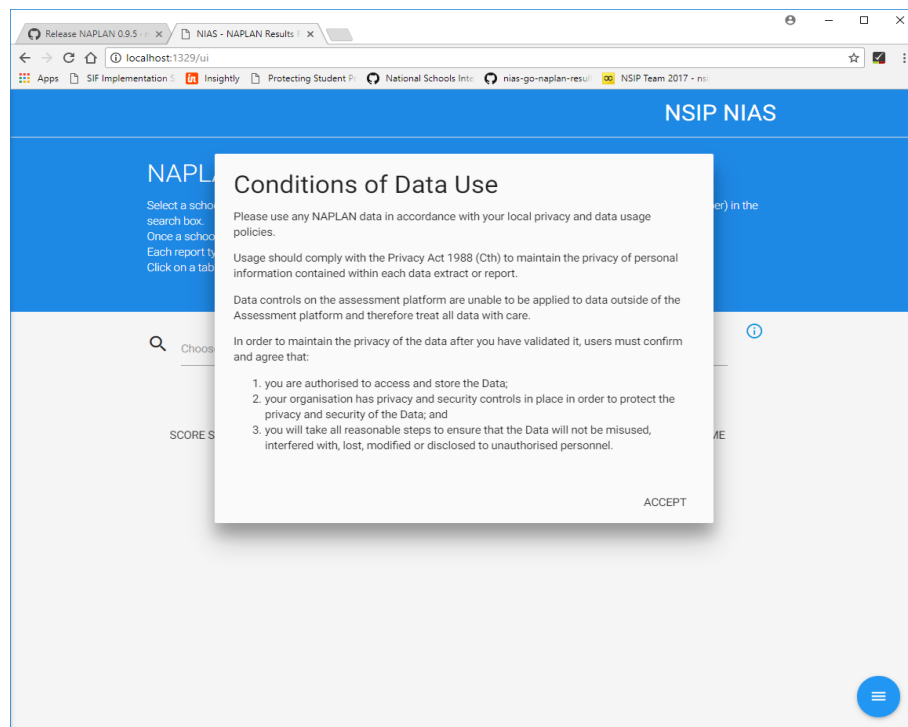 Release NAPLAN 0.9.5
NIAS - NAPLAN Results
localhost:1329/ui
Apps
SIF Implementation
Insightly
Protecting Student
National Schools Inte
nias-go-naplan-resul
NSIP Team 2017 - nsi
NSIP NIAS
NAPLA
Select a schoo
er) in the
search box.
Once a schoo
Each report ty
Click on a tab
Choos
SCORE S
ME
Conditions of Data Use
Please use any NAPLAN data in accordance with your local privacy and data usage
policies.
Usage should comply with the Privacy Act 1988 (Cth) to maintain the privacy of personal
information contained within each data extract or report.
Data controls on the assessment platform are unable to be applied to data outside of the
Assessment platform and therefore treat all data with care.
In order to maintain the privacy of the data after you have validated it, users must confirm
and agree that:
1. you are authorised to access and store the Data;
2. your organisation has privacy and security controls in place in order to protect the
privacy and security of the Data; and
3. you will take all reasonable steps to ensure that the Data will not be misused,
interfered with, lost, modified or disclosed to unauthorised personnel.
ACCEPT